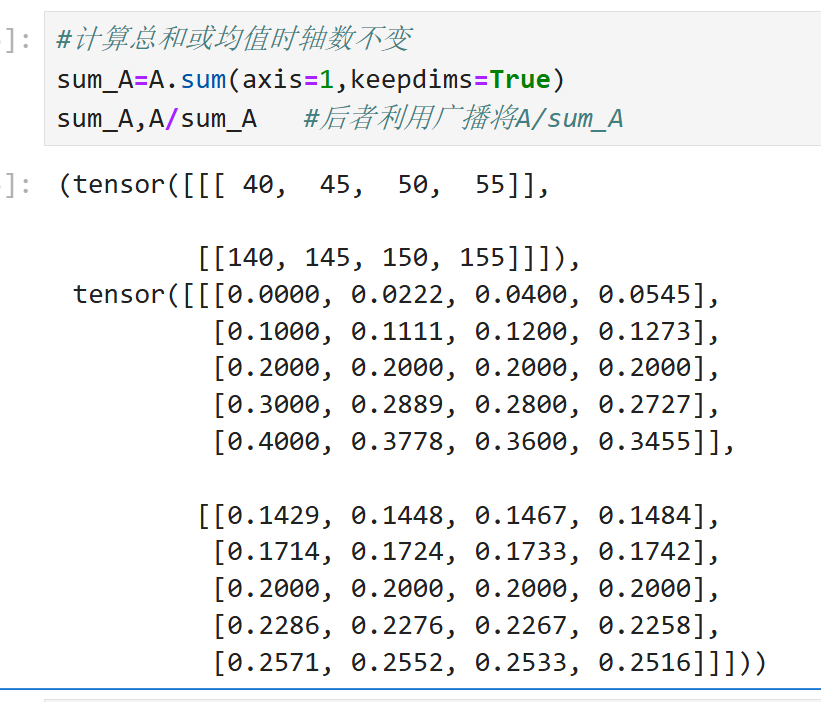 ]: #计算总和或均值时轴数不变
sum_A=A.sum(axis=1,keepdims=True)
sum_A,A/sum_A   #后者利用广播将A/sum_A
]: (tensor([[[ 40,  45,  50,  55]],
[[140, 145, 150, 155]]]),
tensor([[[0.0000, 0.0222, 0.0400, 0.0545],
[0.1000, 0.1111, 0.1200, 0.1273],
[0.2000, 0.2000, 0.2000, 0.2000],
[0.3000, 0.2889, 0.2800, 0.2727],
[0.4000, 0.3778, 0.3600, 0.3455]],
[[0.1429, 0.1448, 0.1467, 0.1484],
[0.1714, 0.1724, 0.1733, 0.1742],
[0.2000, 0.2000, 0.2000, 0.2000],
[0.2286, 0.2276, 0.2267, 0.2258],
[0.2571, 0.2552, 0.2533, 0.2516]]]))